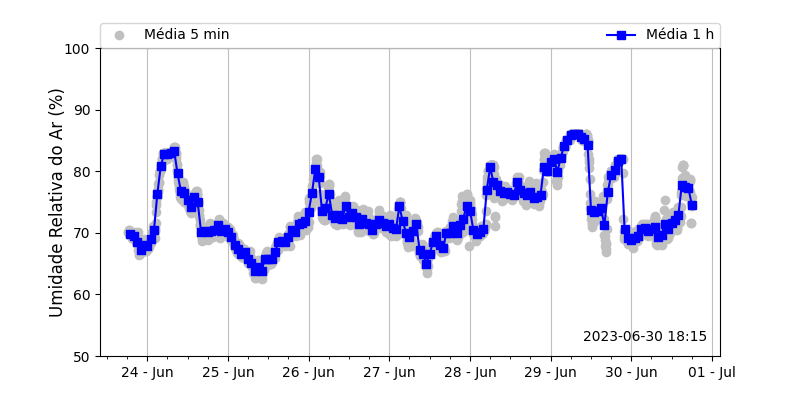 Média 5 min Média 1 h
Umidade Relativa do Ar (%)
100
90
80
70
60
50
2023-06-30 18:15
24 - Jun 25 - Jun 26 - Jun 27 - Jun 28 - Jun 29 - Jun 30 - Jun 01 - Jul